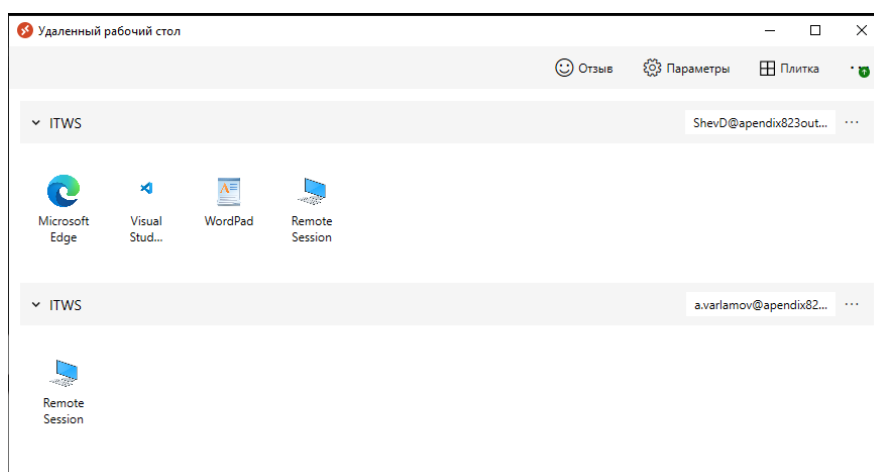 Удаленный рабочий стол
Отзыв Параметры Плитка
ITWS ShevD@apendix823out...
Microsoft Edge
Visual Stud...
WordPad
Remote Session
ITWS a.varlamov@apendix82...
Remote Session